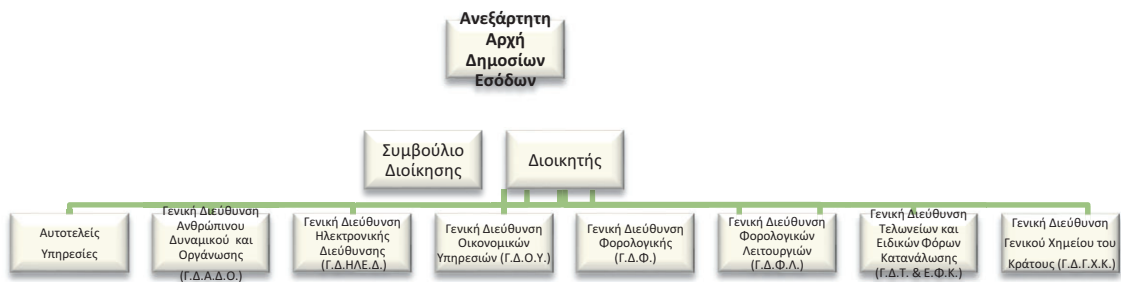 Ανεξάρτητη
Αρχή
Δημοσίων
Εσόδων
Συμβούλιο
Διοίκησης
Διοικητής
Αυτοτελείς
Υπηρεσίες
Γενική Διεύθυνση
Ανθρώπινου
Δυναμικού και
Οργάνωσης
(Γ.Δ.Α.Δ.Ο.)
Γενική Διεύθυνση
Ηλεκτρονικής
Διεύθυνσης
(Γ.Δ.ΗΛΕ.Δ.)
Γενική Διεύθυνση
Οικονομικών
Υπηρεσιών (Γ.Δ.Ο.Υ.)
Γενική Διεύθυνση
Φορολογικής
(Γ.Δ.Φ.)
Γενική Διεύθυνση
Φορολογικών
Λειτουργιών
(Γ.Δ.Φ.Λ.)
Γενική Διεύθυνση
Τελωνείων και
Ειδικών Φόρων
Κατανάλωσης
(Γ.Δ.Τ. & Ε.Φ.Κ.)
Γενική Διεύθυνση
Γενικού Χημείου του
Κράτους (Γ.Δ.Γ.Χ.Κ.)